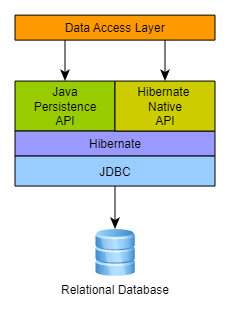 Data Access Layer
Java
Persistence
API
Hibernate
Native
API
Hibernate
JDBC
Relational Database